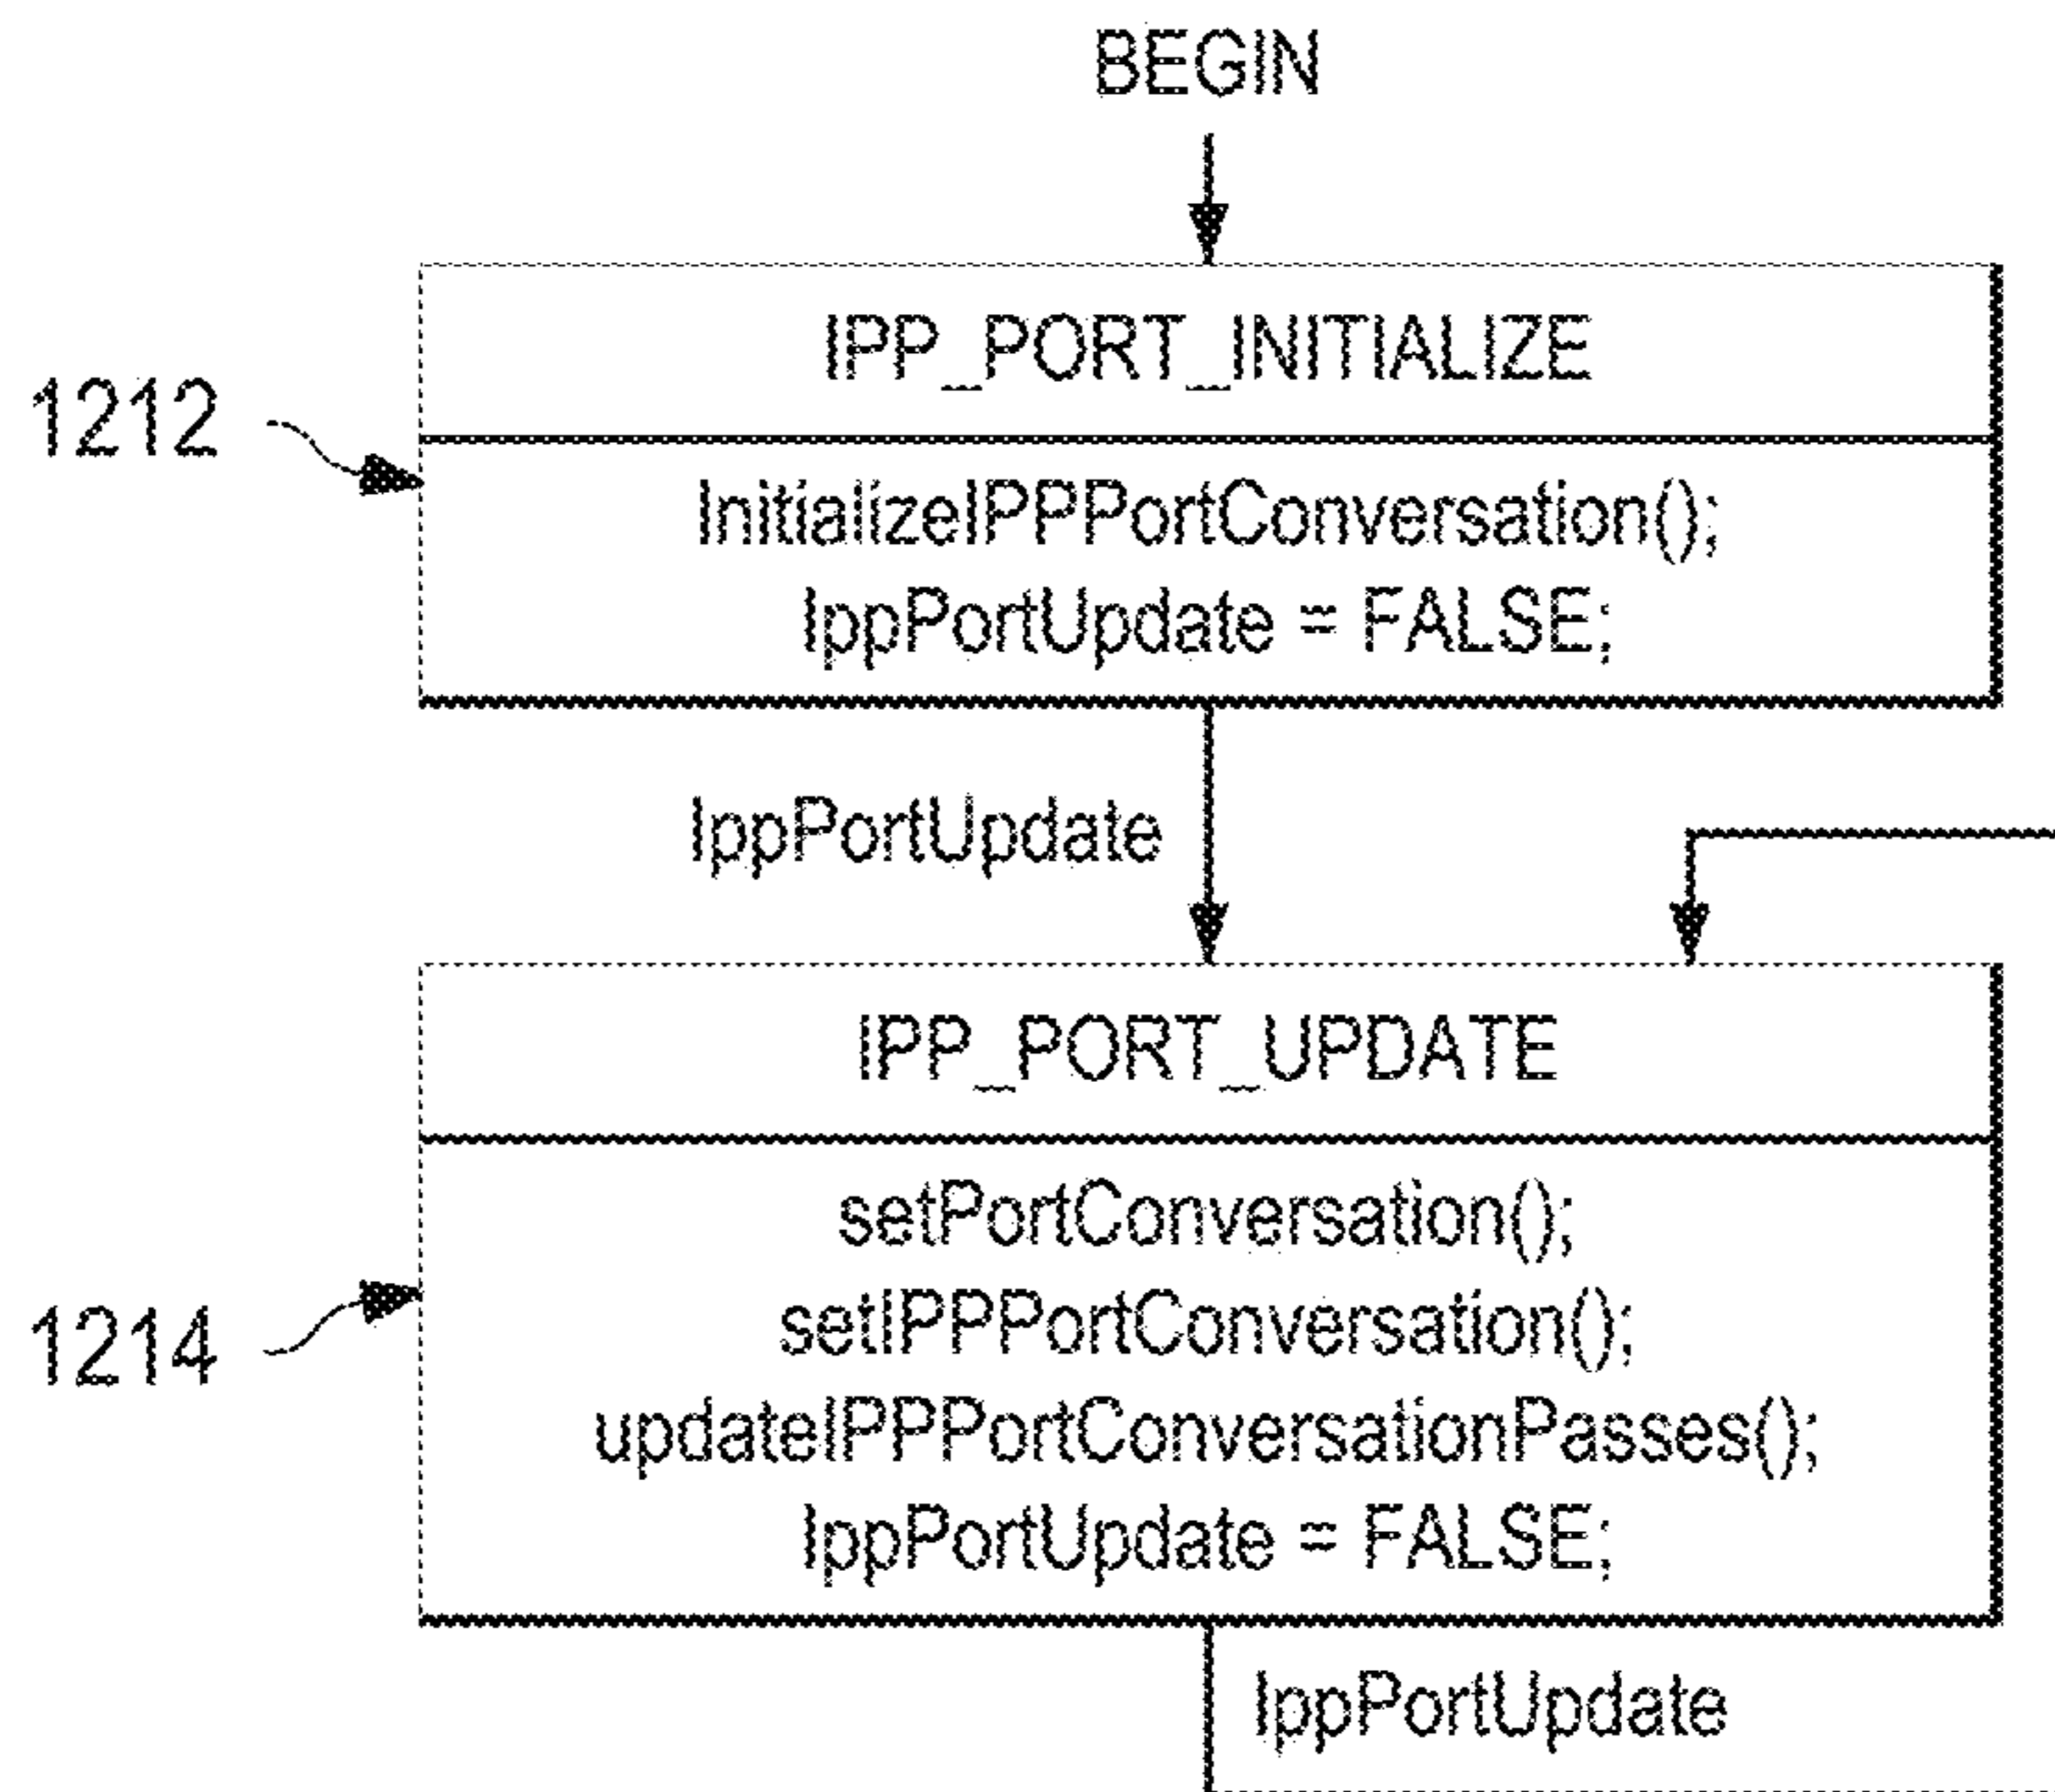 BEGIN
IPP_PORT_INITIALIZE
1212
InitializeIPPPortConversation();
IppPortUpdate = FALSE;
IppPortUpdate
IPP_PORT_UPDATE
setPortConversation();
1214
setIPPPortConversation();
updateIPPPortConversationPasses();
IppPortUpdate = FALSE;
IppPortUpdate